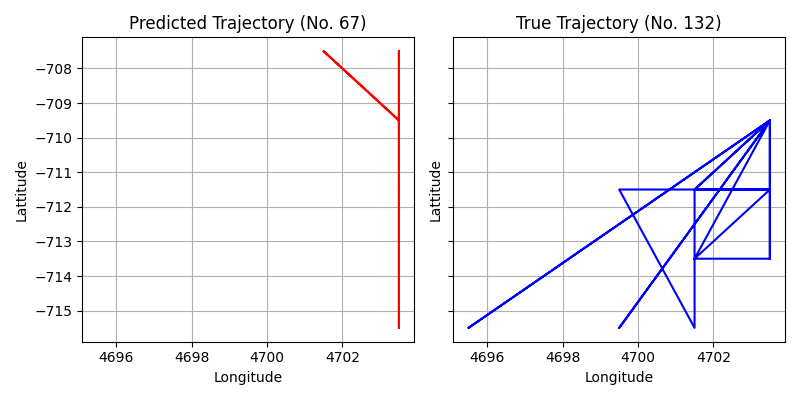 Predicted Trajectory (No. 67)
True Trajectory (No. 132)
−708
−709
−710
−711
−712
−713
−714
−715
Lattitude
Lattitude
4696
4698
4700
4702
4696
4698
4700
4702
Longitude
Longitude